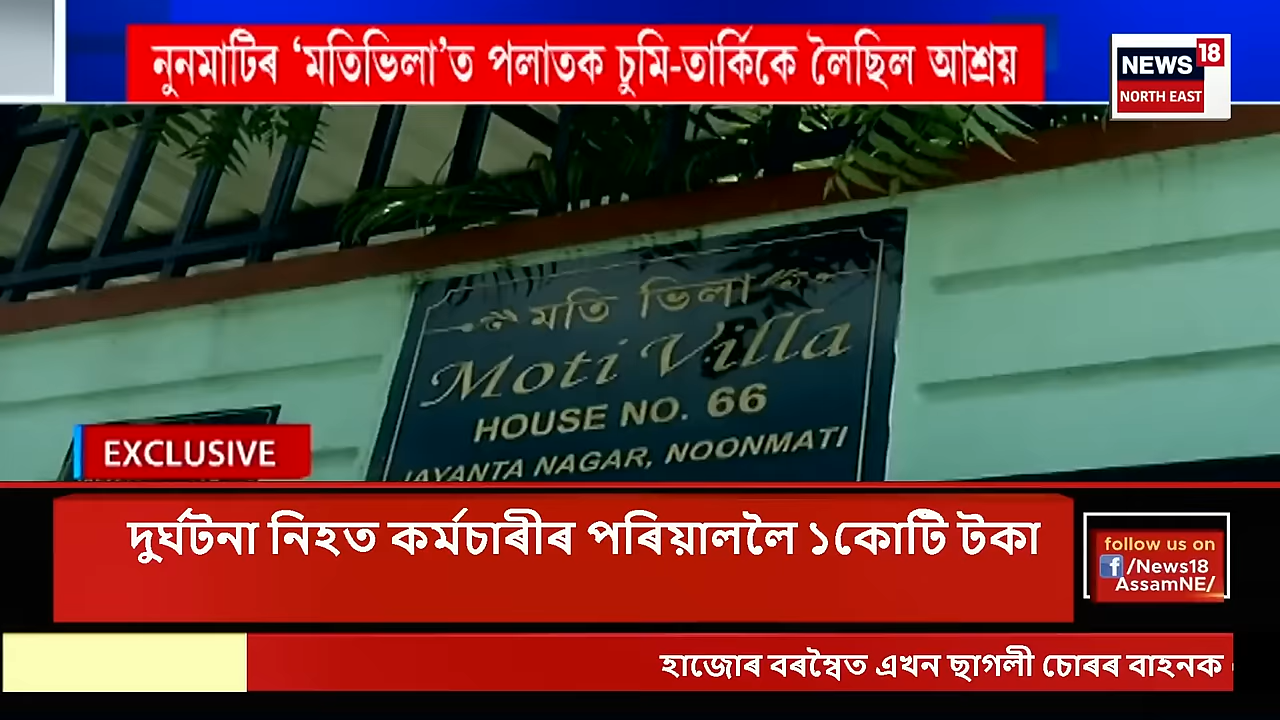 নুনমাটিৰ ‘মতিভিলা’ত পলাতক চুমি-তাৰ্কিকে লৈছিল আশ্ৰয়
NEWS 18
NORTH EAST
মতি ভিলা
Moti Villa
HOUSE NO. 66
JAYANTA NAGAR, NOONMATI
EXCLUSIVE
দুৰ্ঘটনা নিহত কৰ্মচাৰীৰ পৰিয়াললৈ ১কোটি টকা
follow us on
/News18
AssamNE/
হাজোৰ বৰম্বৈত এখন ছাগলী চোৰৰ বাহনক